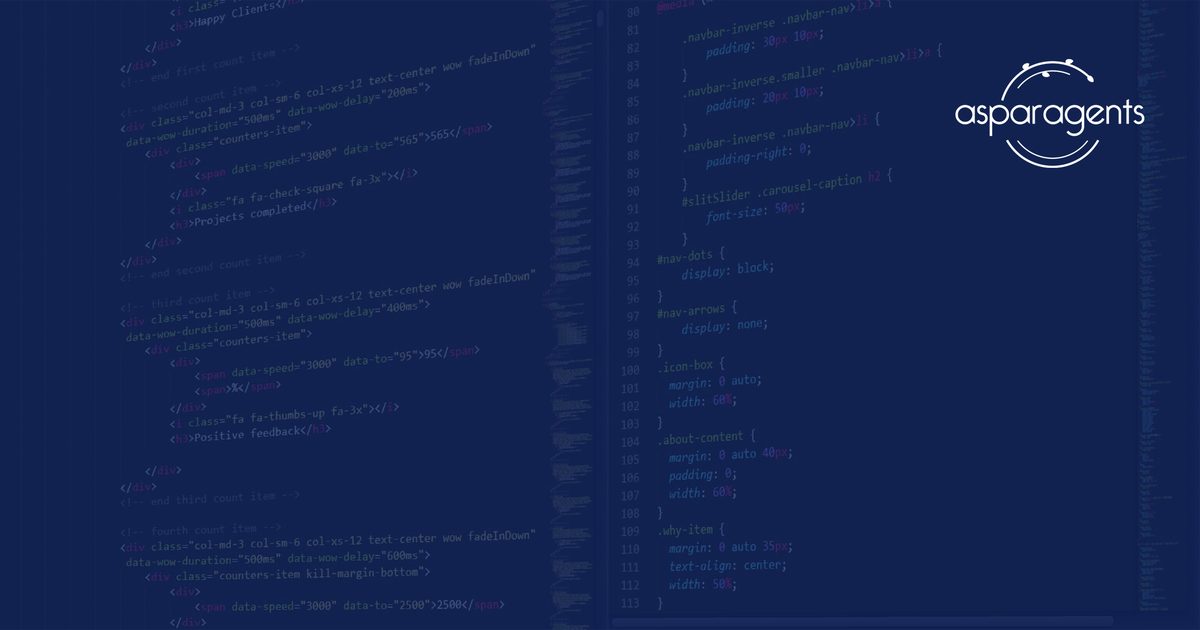 <i class=
<h3>Happy Clients</
</div>
</div>
<!-- end first count item -->
<!-- second count item -->
<div class="col-md-3 col-sm-6 col-xs-12 text-center wow fadeInDown"
data-wow-duration="500ms" data-wow-delay="200ms">
<div class="counters-item">
<div>
<span data-speed="3000" data-to="565">565</span>
</div>
<i class="fa fa-check-square fa-3x"></i>
<h3>Projects completed</h3>
</div>
</div>
<!-- end second count item -->
<!-- third count item -->
<div class="col-md-3 col-sm-6 col-xs-12 text-center wow fadeInDown"
data-wow-duration="500ms" data-wow-delay="400ms">
<div class="counters-item">
<div>
<span data-speed="3000" data-to="95">95</span>
<span>%</span>
</div>
<i class="fa fa-thumbs-up fa-3x"></i>
<h3>Positive feedback</h3>
</div>
</div>
<!-- end third count item -->
<!-- fourth count item -->
<div class="col-md-3 col-sm-6 col-xs-12 text-center wow fadeInDown"
data-wow-duration="500ms" data-wow-delay="600ms">
<div class="counters-item kill-margin-bottom">
<div>
<span data-speed="3000" data-to="2500">2500</span>
</div>
80 @media
81 .navbar-inverse .navbar-nav>li>a {
82 padding: 30px 10px;
83 }
84 .navbar-inverse.smaller .navbar-nav>li>a {
85 padding: 20px 10px;
86 }
87 .navbar-inverse .navbar-nav>li {
88 padding-right: 0;
89 }
90 #slitSlider .carousel-caption h2 {
91 font-size: 50px;
92 }
93
94 #nav-dots {
95 display: block;
96 }
97 #nav-arrows {
98 display: none;
99 }
100 .icon-box {
101 margin: 0 auto;
102 width: 60%;
103 }
104 .about-content {
105 margin: 0 auto 40px;
106 padding: 0;
107 width: 60%;
108 }
109 .why-item {
110 margin: 0 auto 35px;
111 text-align: center;
112 width: 50%;
113 }
asparagents